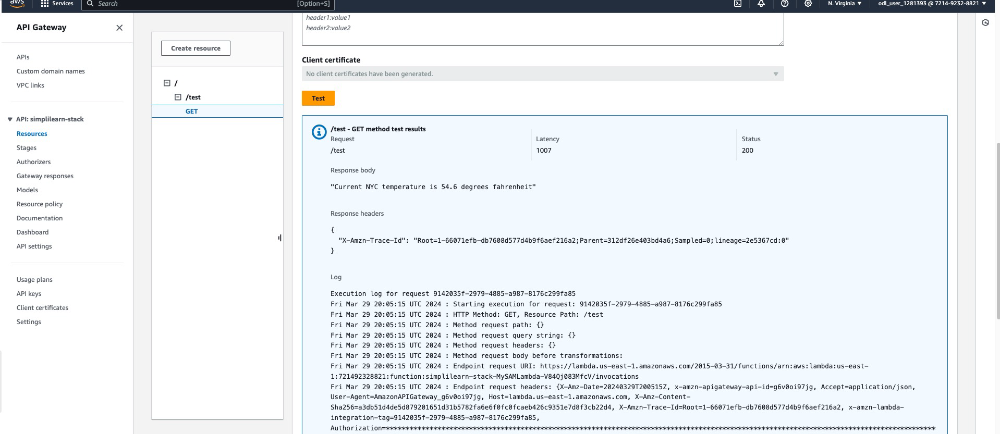 aws
Services
Search
[Option+S]
N. Virginia
odl_user_1281393 @ 7214-9232-8821
API Gateway
APIs
Custom domain names
VPC links
API: simplilearn-stack
Resources
Stages
Authorizers
Gateway responses
Models
Resource policy
Documentation
Dashboard
API settings
Usage plans
API keys
Client certificates
Settings
Create resource
/
/test
GET
header1:value1
header2:value2
Client certificate
No client certificates have been generated.
Test
/test - GET method test results
Request
/test
Latency
1007
Status
200
Response body
"Current NYC temperature is 54.6 degrees fahrenheit"
Response headers
{
"X-Amzn-Trace-Id": "Root=1-66071efb-db7608d577d4b9f6aef216a2;Parent=312df26e403bd4a6;Sampled=0;lineage=2e5367cd:0"
}
Log
Execution log for request 9142035f-2979-4885-a987-8176c299fa85
Fri Mar 29 20:05:15 UTC 2024 : Starting execution for request: 9142035f-2979-4885-a987-8176c299fa85
Fri Mar 29 20:05:15 UTC 2024 : HTTP Method: GET, Resource Path: /test
Fri Mar 29 20:05:15 UTC 2024 : Method request path: {}
Fri Mar 29 20:05:15 UTC 2024 : Method request query string: {}
Fri Mar 29 20:05:15 UTC 2024 : Method request headers: {}
Fri Mar 29 20:05:15 UTC 2024 : Method request body before transformations:
Fri Mar 29 20:05:15 UTC 2024 : Endpoint request URI: https://lambda.us-east-1.amazonaws.com/2015-03-31/functions/arn:aws:lambda:us-east-
1:721492328821:function:simplilearn-stack-MySAMLambda-V84Qj083MfcV/invocations
Fri Mar 29 20:05:15 UTC 2024 : Endpoint request headers: {X-Amz-Date=20240329T200515Z, x-amzn-apigateway-api-id=g6v0oi97jg, Accept=application/json,
User-Agent=AmazonAPIGateway_g6v0oi97jg, Host=lambda.us-east-1.amazonaws.com, X-Amz-Content-
Sha256=a3db51d4de5d879201651d31b5782fa6e6f0fc0fcaeb426c9351e7d8f3cb22d4, X-Amzn-Trace-Id=Root=1-66071efb-db7608d577d4b9f6aef216a2, x-amzn-lambda-
integration-tag=9142035f-2979-4885-a987-8176c299fa85,
Authorization=********************************************************************************************************************************************